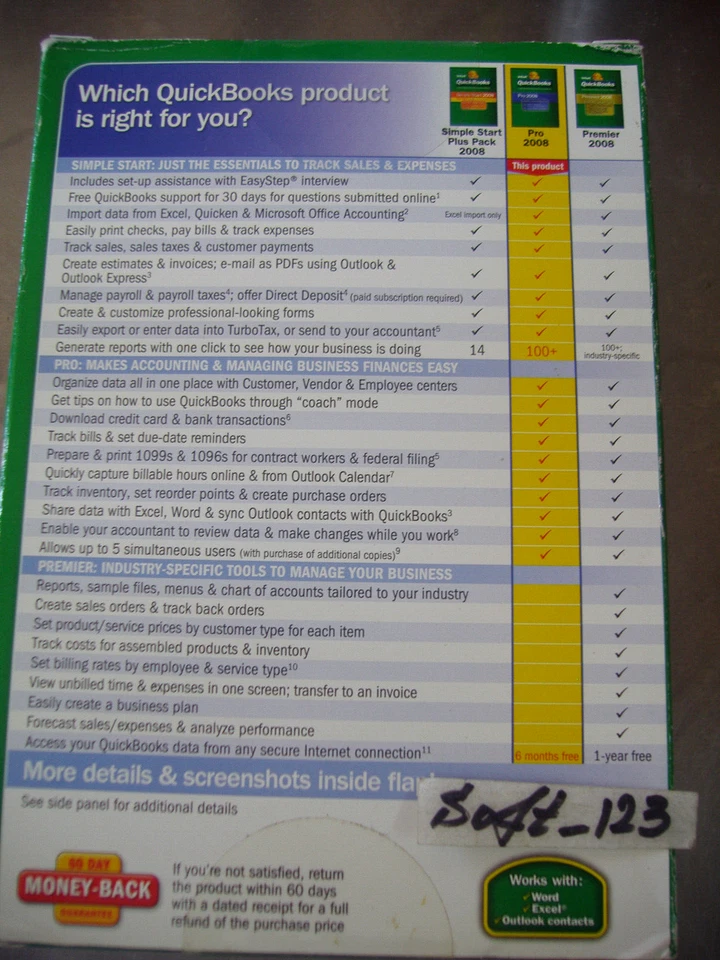 Which QuickBooks product
is right for you?
QuickBooks
QuickBooks
QuickBooks
Simple Start
Plus Pack
2008
Pro
2008
Premier
2008
SIMPLE START: JUST THE ESSENTIALS TO TRACK SALES & EXPENSES
This product
Includes set-up assistance with EasyStep® interview ✓ ✓ ✓
Free QuickBooks support for 30 days for questions submitted online¹ ✓ ✓ ✓
Import data from Excel, Quicken & Microsoft Office Accounting² Excel import only ✓ ✓
Easily print checks, pay bills & track expenses ✓ ✓ ✓
Track sales, sales taxes & customer payments ✓ ✓ ✓
Create estimates & invoices; e-mail as PDFs using Outlook &
Outlook Express³ ✓ ✓ ✓
Manage payroll & payroll taxes⁴; offer Direct Deposit⁴ (paid subscription required) ✓ ✓ ✓
Create & customize professional-looking forms ✓ ✓ ✓
Easily export or enter data into TurboTax, or send to your accountant⁵ ✓ ✓ ✓
Generate reports with one click to see how your business is doing 14 100+ 100+;
industry-specific
PRO: MAKES ACCOUNTING & MANAGING BUSINESS FINANCES EASY
Organize data all in one place with Customer, Vendor & Employee centers ✓ ✓
Get tips on how to use QuickBooks through "coach" mode ✓ ✓
Download credit card & bank transactions⁶ ✓ ✓
Track bills & set due-date reminders ✓ ✓
Prepare & print 1099s & 1096s for contract workers & federal filing⁵ ✓ ✓
Quickly capture billable hours online & from Outlook Calendar⁷ ✓ ✓
Track inventory, set reorder points & create purchase orders ✓ ✓
Share data with Excel, Word & sync Outlook contacts with QuickBooks³ ✓ ✓
Enable your accountant to review data & make changes while you work⁸ ✓ ✓
Allows up to 5 simultaneous users (with purchase of additional copies)⁹ ✓ ✓
PREMIER: INDUSTRY-SPECIFIC TOOLS TO MANAGE YOUR BUSINESS
Reports, sample files, menus & chart of accounts tailored to your industry ✓
Create sales orders & track back orders ✓
Set product/service prices by customer type for each item ✓
Track costs for assembled products & inventory ✓
Set billing rates by employee & service type¹⁰ ✓
View unbilled time & expenses in one screen; transfer to an invoice ✓
Easily create a business plan ✓
Forecast sales/expenses & analyze performance ✓
Access your QuickBooks data from any secure Internet connection¹¹ 6 months free 1-year free
More details & screenshots inside flap
See side panel for additional details
Soft_123
60 DAY
MONEY-BACK
GUARANTEE
If you're not satisfied, return
the product within 60 days
with a dated receipt for a full
refund of the purchase price
Works with:
✓ Word
✓ Excel®
✓ Outlook contacts